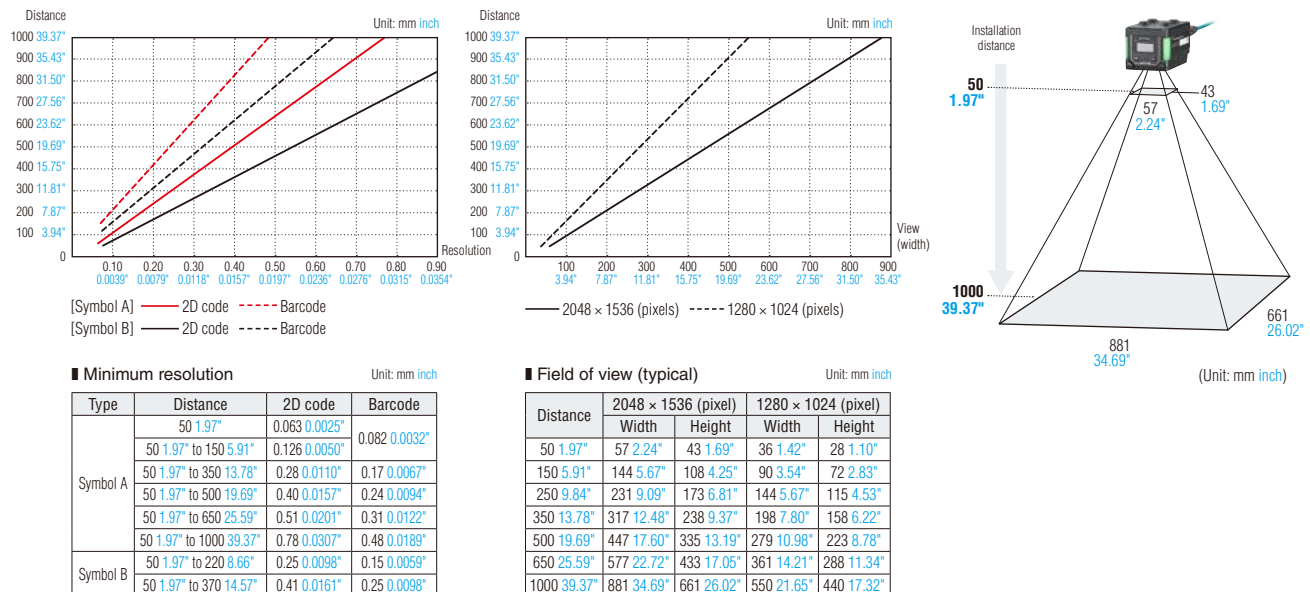 Distance
Unit: mm inch
1000 39.37"
900 35.43"
800 31.50"
700 27.56"
600 23.62"
500 19.69"
400 15.75"
300 11.81"
200 7.87"
100 3.94"
0
Resolution
0.10 0.20 0.30 0.40 0.50 0.60 0.70 0.80 0.90
0.0039" 0.0079" 0.0118" 0.0157" 0.0197" 0.0236" 0.0276" 0.0315" 0.0354"
[Symbol A] 2D code Barcode
[Symbol B] 2D code Barcode
Distance
Unit: mm inch
1000 39.37"
900 35.43"
800 31.50"
700 27.56"
600 23.62"
500 19.69"
400 15.75"
300 11.81"
200 7.87"
100 3.94"
0
View
(width)
100 200 300 400 500 600 700 800 900
3.94" 7.87" 11.81" 15.75" 19.69" 23.62" 27.56" 31.50" 35.43"
2048 × 1536 (pixels) 1280 × 1024 (pixels)
Installation
distance
50
1.97"
43
1.69"
57
2.24"
1000
39.37"
661
26.02"
881
34.69"
(Unit: mm inch)
Minimum resolution Unit: mm inch
Type Distance 2D code Barcode
Symbol A
50 1.97" 0.063 0.0025" 0.082 0.0032"
50 1.97" to 150 5.91" 0.126 0.0050"
50 1.97" to 350 13.78" 0.28 0.0110" 0.17 0.0067"
50 1.97" to 500 19.69" 0.40 0.0157" 0.24 0.0094"
50 1.97" to 650 25.59" 0.51 0.0201" 0.31 0.0122"
50 1.97" to 1000 39.37" 0.78 0.0307" 0.48 0.0189"
Symbol B
50 1.97" to 220 8.66" 0.25 0.0098" 0.15 0.0059"
50 1.97" to 370 14.57" 0.41 0.0161" 0.25 0.0098"
Field of view (typical) Unit: mm inch
Distance 2048 × 1536 (pixel) 1280 × 1024 (pixel)
Width Height Width Height
50 1.97" 57 2.24" 43 1.69" 36 1.42" 28 1.10"
150 5.91" 144 5.67" 108 4.25" 90 3.54" 72 2.83"
250 9.84" 231 9.09" 173 6.81" 144 5.67" 115 4.53"
350 13.78" 317 12.48" 238 9.37" 198 7.80" 158 6.22"
500 19.69" 447 17.60" 335 13.19" 279 10.98" 223 8.78"
650 25.59" 577 22.72" 433 17.05" 361 14.21" 288 11.34"
1000 39.37" 881 34.69" 661 26.02" 550 21.65" 440 17.32"